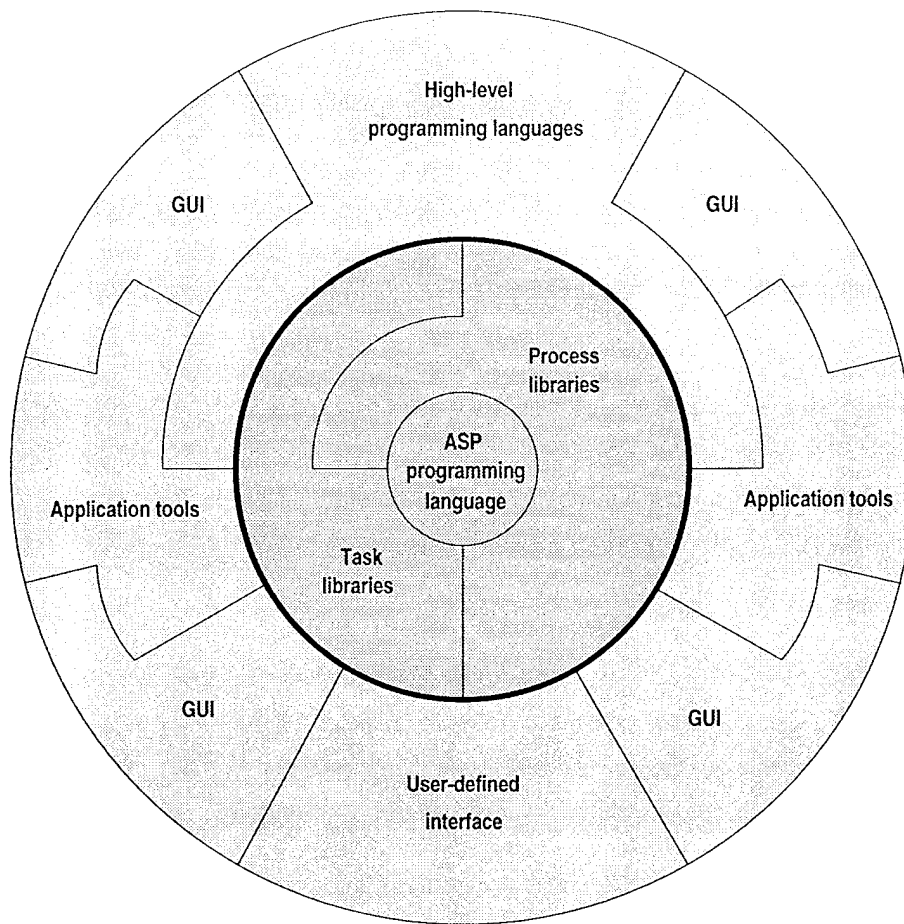 High-level
programming languages
GUI
GUI
Process
libraries
ASP
programming
language
Application tools
Application tools
Task
libraries
GUI
GUI
User-defined
interface